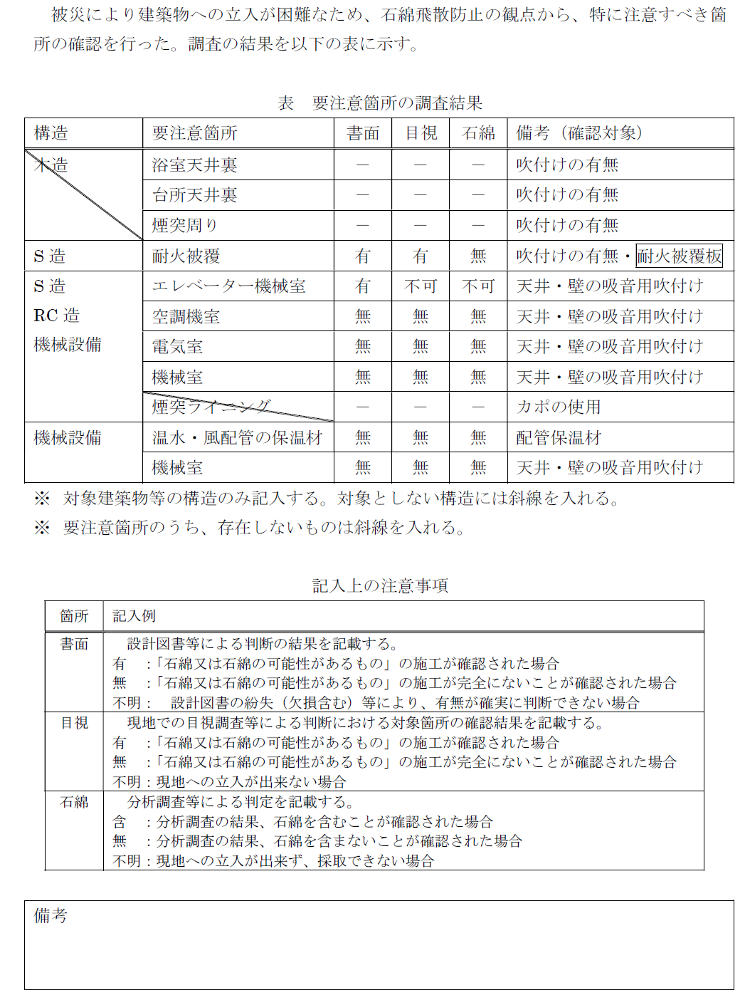 被災により建築物への立入が困難なため、石綿飛散防止の観点から、特に注意すべき箇
所の確認を行った。調査の結果を以下の表に示す。
表　要注意箇所の調査結果
構造 要注意箇所 書面 目視 石綿 備考（確認対象）
木造 浴室天井裏 － － － 吹付けの有無
台所天井裏 － － － 吹付けの有無
煙突周り － － － 吹付けの有無
S 造 耐火被覆 有 有 無 吹付けの有無・耐火被覆板
S 造 エレベーター機械室 有 不可 不可 天井・壁の吸音用吹付け
RC 造 空調機室 無 無 無 天井・壁の吸音用吹付け
機械設備 電気室 無 無 無 天井・壁の吸音用吹付け
機械室 無 無 無 天井・壁の吸音用吹付け
煙突ライニング － － － カポの使用
機械設備 温水・風配管の保温材 無 無 無 配管保温材
機械室 無 無 無 天井・壁の吸音用吹付け
※ 対象建築物等の構造のみ記入する。対象としない構造には斜線を入れる。
※ 要注意箇所のうち、存在しないものは斜線を入れる。
記入上の注意事項
箇所 記入例
書面 設計図書等による判断の結果を記載する。
有　：「石綿又は石綿の可能性があるもの」の施工が確認された場合
無　：「石綿又は石綿の可能性があるもの」の施工が完全にないことが確認された場合
不明：　設計図書の紛失（欠損含む）等により、有無が確実に判断できない場合
目視 現地での目視調査等による判断における対象箇所の確認結果を記載する。
有　：「石綿又は石綿の可能性があるもの」の施工が確認された場合
無　：「石綿又は石綿の可能性があるもの」の施工が完全にないことが確認された場合
不明：現地への立入が出来ない場合
石綿 分析調査等による判定を記載する。
含　：分析調査の結果、石綿を含むことが確認された場合
無　：分析調査の結果、石綿を含まないことが確認された場合
不明：現地への立入が出来ず、採取できない場合
備考